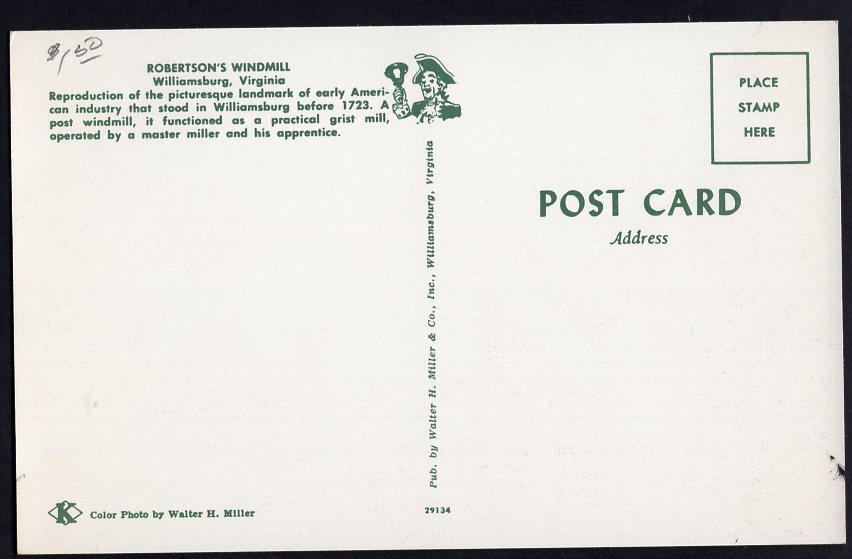 $1.50
ROBERTSON'S WINDMILL
Williamsburg, Virginia
Reproduction of the picturesque landmark of early Ameri-
can industry that stood in Williamsburg before 1723. A
post windmill, it functioned as a practical grist mill,
operated by a master miller and his apprentice.
Pub. by Walter H. Miller & Co., Inc., Williamsburg, Virginia
PLACE
STAMP
HERE
POST CARD
Address
K
Color Photo by Walter H. Miller
29134